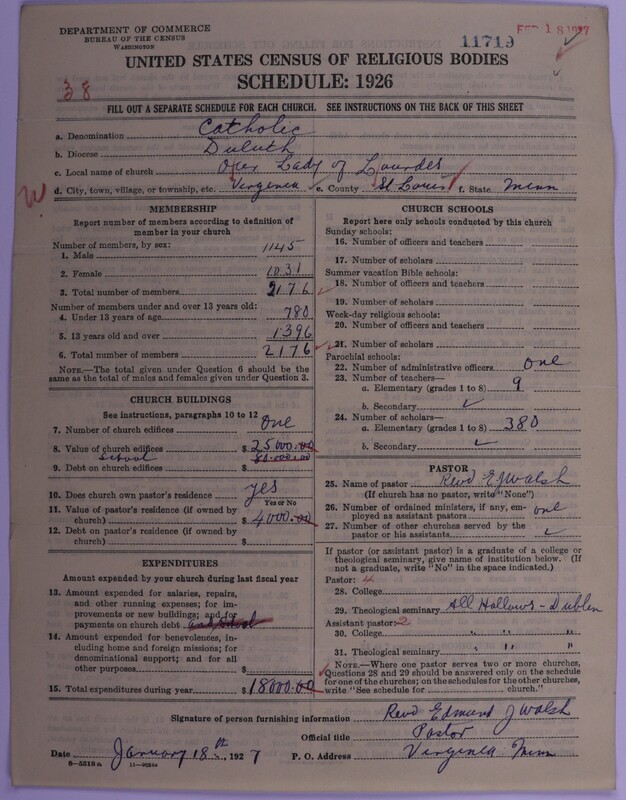 DEPARTMENT OF COMMERCE
BUREAU OF THE CENSUS
WASHINGTON
11719
FEB 18 1927
UNITED STATES CENSUS OF RELIGIOUS BODIES
SCHEDULE: 1926
38
FILL OUT A SEPARATE SCHEDULE FOR EACH CHURCH. SEE INSTRUCTIONS ON THE BACK OF THIS SHEET
a. Denomination Catholic
b. Diocese Duluth
c. Local name of church Our Lady of Lourdes
d. City, town, village, or township, etc. Virginia e. County St Louis f. State Minn
W
MEMBERSHIP
Report number of members according to definition of
member in your church
Number of members, by sex:
1. Male 1145
2. Female 1031
3. Total number of members 2176
Number of members under and over 13 years old:
4. Under 13 years of age 780
5. 13 years old and over 1396
6. Total number of members 2176
NOTE.—The total given under Question 6 should be
the same as the total of males and females given under Question 3.
CHURCH BUILDINGS
See instructions, paragraphs 10 to 12
7. Number of church edifices One
8. Value of church edifices $ 25000.00
School 80.000.00
9. Debt on church edifices $
10. Does church own pastor's residence yes
Yes or No
11. Value of pastor's residence (if owned by
church) $ 4000.00
12. Debt on pastor's residence (if owned by
church) $
EXPENDITURES
Amount expended by your church during last fiscal year
13. Amount expended for salaries, repairs,
and other running expenses; for im-
provements or new buildings; and for
payments on church debt and School
14. Amount expended for benevolences, in-
cluding home and foreign missions; for
denominational support; and for all
other purposes $
15. Total expenditures during year $ 18000.00
CHURCH SCHOOLS
Report here only schools conducted by this church
Sunday schools:
16. Number of officers and teachers
17. Number of scholars
Summer vacation Bible schools:
18. Number of officers and teachers
19. Number of scholars
Week-day religious schools:
20. Number of officers and teachers
21. Number of scholars
Parochial schools:
22. Number of administrative officers One
23. Number of teachers—
a. Elementary (grades 1 to 8) 9
b. Secondary
24. Number of scholars—
a. Elementary (grades 1 to 8) 380
b. Secondary
PASTOR
25. Name of pastor Revd E J Walsh
(If church has no pastor, write "None")
26. Number of ordained ministers, if any, em-
ployed as assistant pastors one
27. Number of other churches served by the
pastor or his assistants
If pastor (or assistant pastor) is a graduate of a college or
theological seminary, give name of institution below. (If
not a graduate, write "No" in the space indicated.)
Pastor: 4
28. College
29. Theological seminary All Hallows - Dublin
Assistant pastor: 2
30. College " "
31. Theological seminary " "
NOTE.—Where one pastor serves two or more churches,
Questions 28 and 29 should be answered only on the schedule
for one of the churches; on the schedules for the other churches,
write "See schedule for church."
Signature of person furnishing information Revd Edmund J Walsh
Official title Pastor
Date January 18th, 1927 P. O. Address Virginia Minn
8—5318a 11—9024a